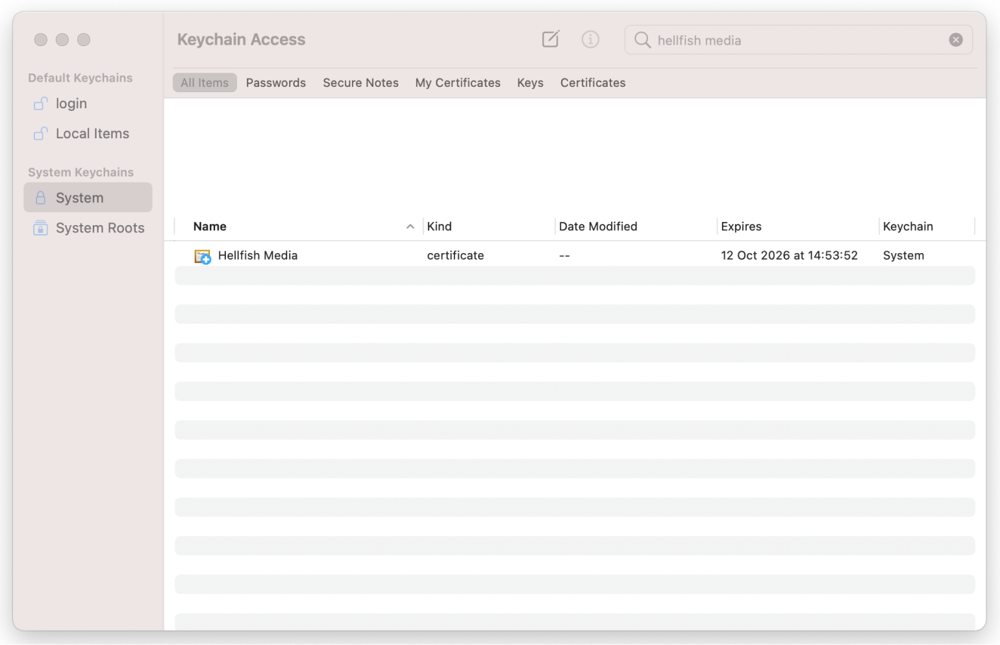 Keychain Access
hellfish media
Default Keychains
login
Local Items
System Keychains
System
System Roots
All Items Passwords Secure Notes My Certificates Keys Certificates
Name Kind Date Modified Expires Keychain
Hellfish Media certificate -- 12 Oct 2026 at 14:53:52 System